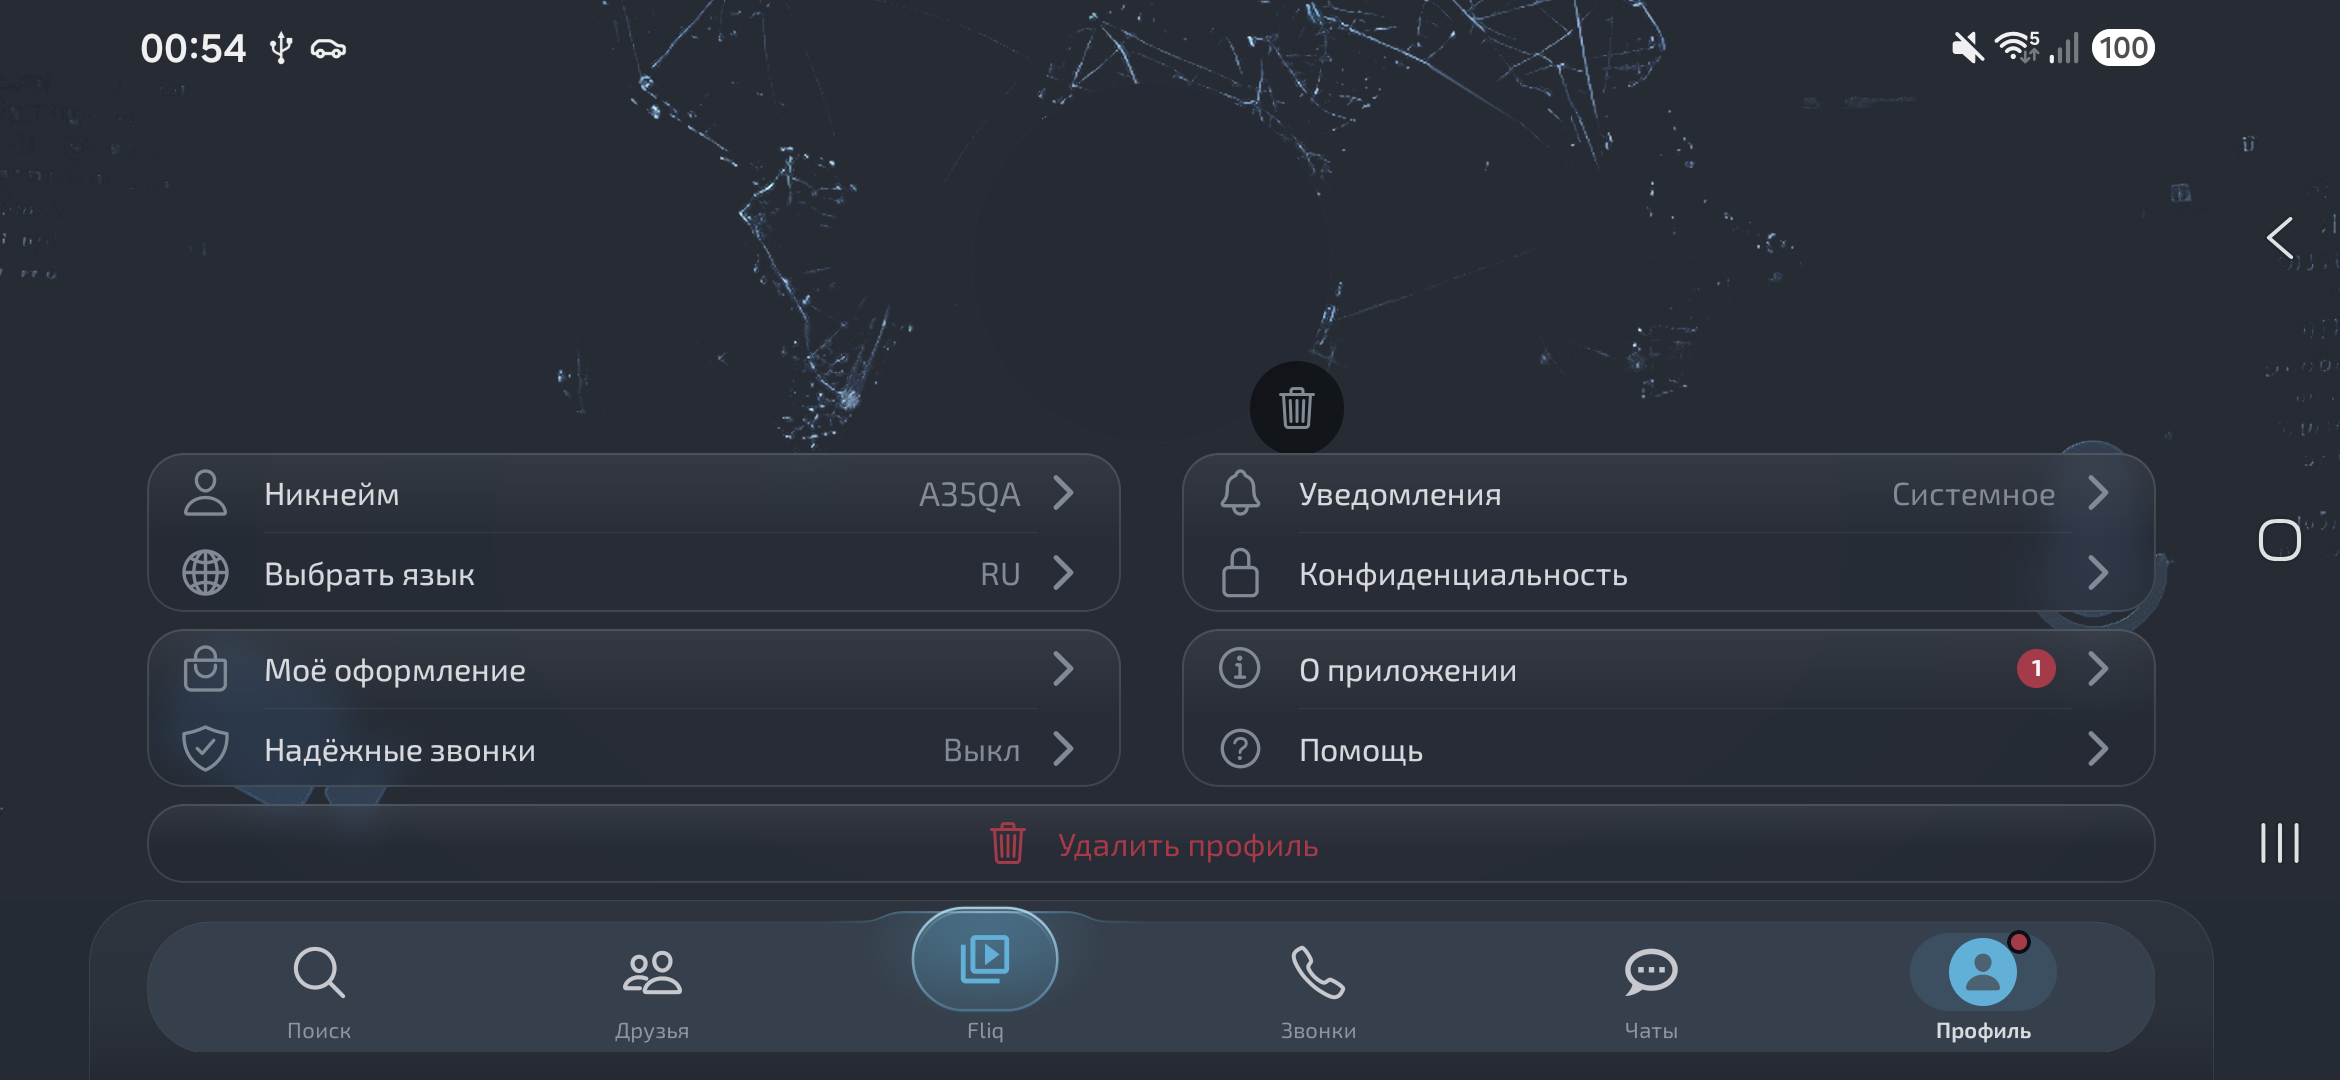 00:54
5
100
Никнейм A35QA
Выбрать язык RU
Уведомления Системное
Конфиденциальность
Моё оформление
Надёжные звонки Выкл
О приложении 1
Помощь
Удалить профиль
Поиск Друзья Fliq Звонки Чаты Профиль